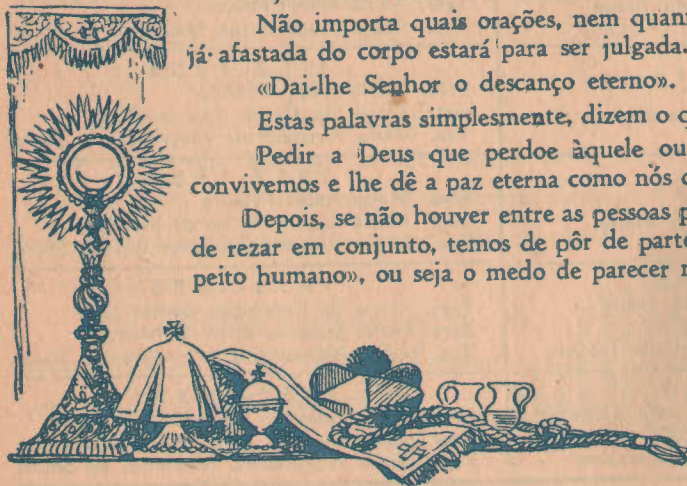 Não importa quais orações, nem quan
já afastada do corpo estará para ser julgada.
«Dai-lhe Senhor o descanço eterno».
Estas palavras simplesmente, dizem o
Pedir a Deus que perdoe àquele ou
convivemos e lhe dê a paz eterna como nós
Depois, se não houver entre as pessoas
de rezar em conjunto, temos de pôr de parte
peito humano», ou seja o medo de parecer